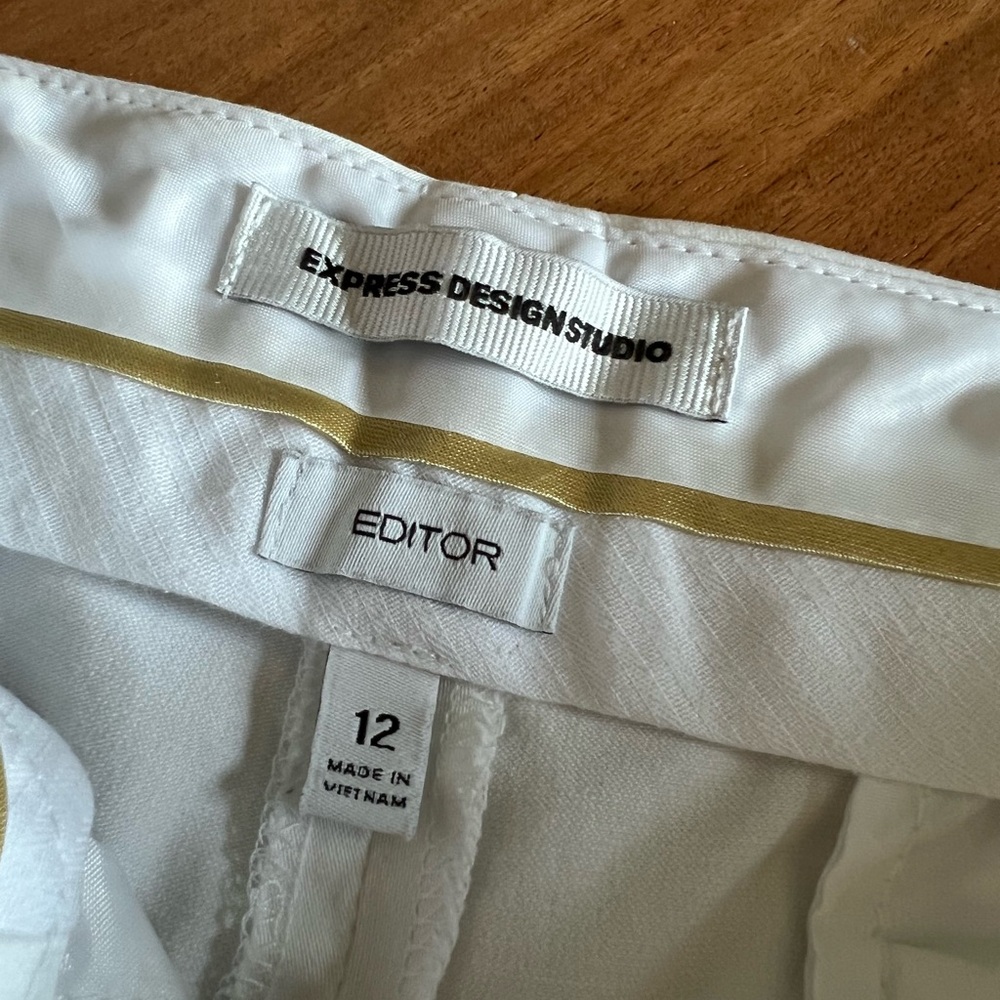 EXPRESS DESIGN STUDIO
EDITOR
12
MADE IN
VIETNAM